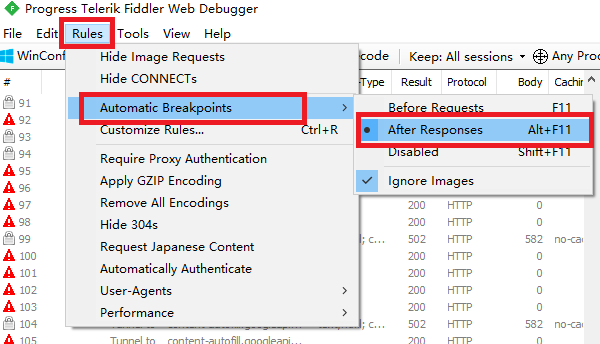 Progress Telerik Fiddler Web Debugger
File Edit Rules Tools View Help
WinConf code Keep: All sessions Any Proc
# -Type Result Protocol Body Caching
Hide Image Requests
Hide CONNECTs
91
92
Automatic Breakpoints
Before Requests F11
93
Customize Rules... Ctrl+R
After Responses Alt+F11
94
Disabled Shift+F11
95
Require Proxy Authentication
96
Apply GZIP Encoding
Ignore Images
97
Remove All Encodings
200 HTTP 0
98
Hide 304s
200 HTTP 0
99
Request Japanese Content
l; c... 502 HTTP 582 no-cac
100
Automatically Authenticate
200 HTTP 0
101
User-Agents
200 HTTP 0
102
Performance
200 HTTP 0
103
200 HTTP 0
104 Tunnel to content-autofill.googleapi... c... 502 HTTP 582 no-cac
105 Tunnel to content-autofill.googleapi... 200 HTTP 0